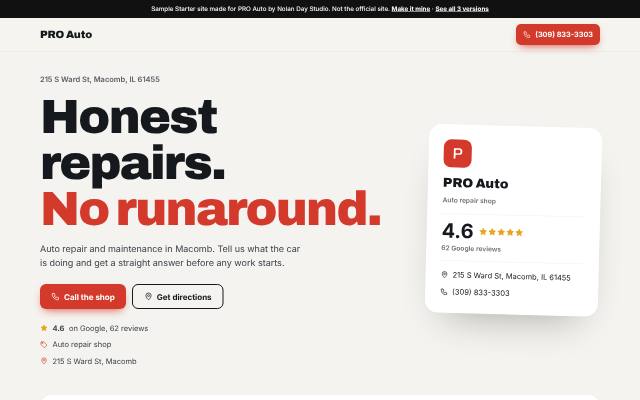 Sample Starter site made for PRO Auto by Nolan Day Studio. Not the official site. Make it mine · See all 3 versions
PRO Auto
(309) 833-3303
215 S Ward St, Macomb, IL 61455
Honest
repairs.
No runaround.
Auto repair and maintenance in Macomb. Tell us what the car
is doing and get a straight answer before any work starts.
Call the shop
Get directions
4.6 on Google, 62 reviews
Auto repair shop
215 S Ward St, Macomb
P
PRO Auto
Auto repair shop
4.6
62 Google reviews
215 S Ward St, Macomb, IL 61455
(309) 833-3303